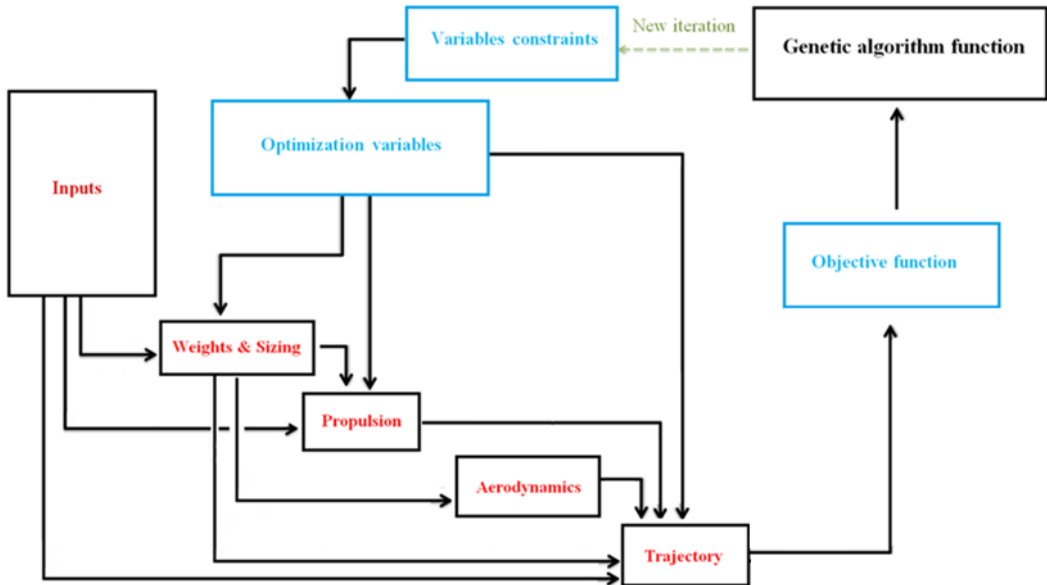 New iteration
Variables constraints
Genetic algorithm function
Optimization variables
Inputs
Objective function
Weights & Sizing
Propulsion
Aerodynamics
Trajectory